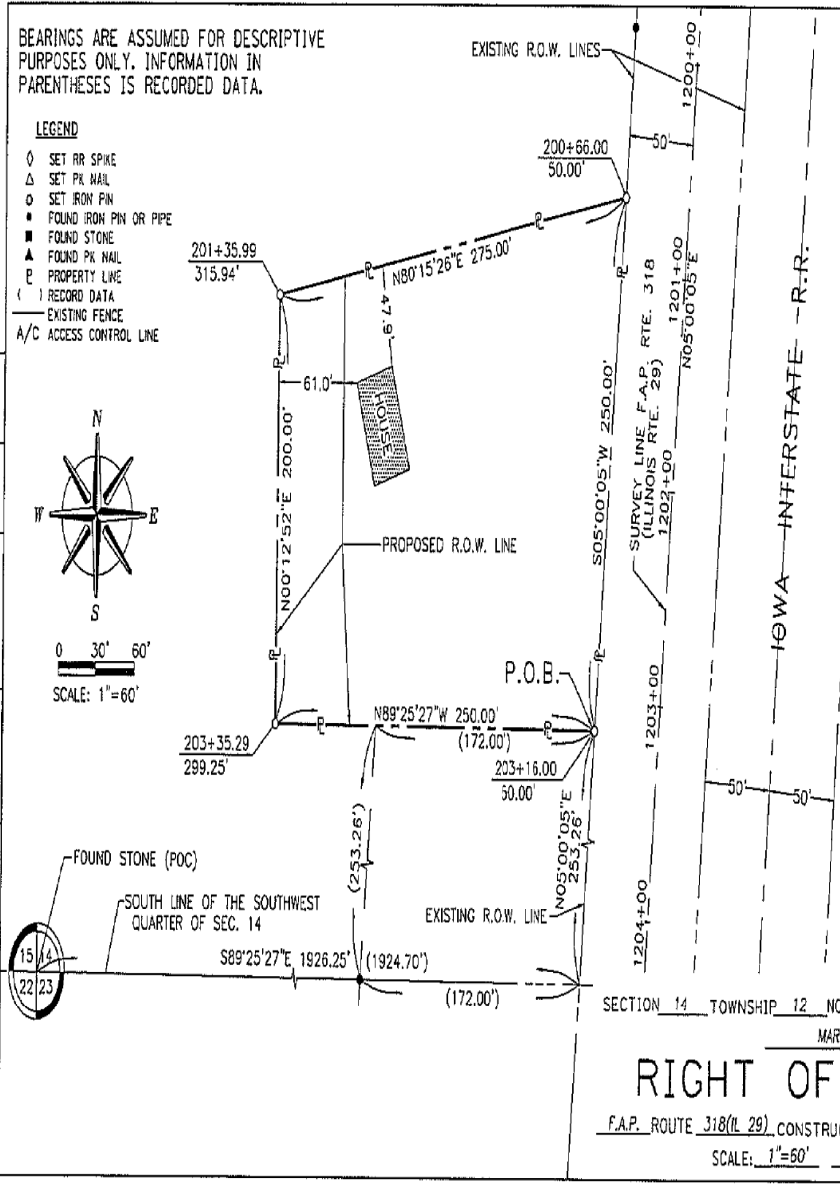 BEARINGS ARE ASSUMED FOR DESCRIPTIVE
PURPOSES ONLY. INFORMATION IN
PARENTHESES IS RECORDED DATA.
LEGEND
SET RR SPIKE
SET PK NAIL
SET IRON PIN
FOUND IRON PIN OR PIPE
FOUND STONE
FOUND PK NAIL
PROPERTY LINE
( ) RECORD DATA
EXISTING FENCE
A/C ACCESS CONTROL LINE
EXISTING R.O.W. LINES
1200+00
50'
200+66.00
50.00'
201+35.99
315.94'
N80°15'26"E 275.00'
47.9'
61.0'
HOUSE
N00°12'52"E 200.00'
PROPOSED R.O.W. LINE
S05°00'05"W 250.00'
SURVEY LINE F.A.P. RTE. 318
(ILLINOIS RTE. 29)
1201+00
N05°00'05"E
1202+00
IOWA INTERSTATE R.R.
N
W E
S
0 30' 60'
SCALE: 1"=60'
P.O.B.
N89°25'27"W 250.00'
(172.00')
203+35.29
299.25'
203+16.00
50.00'
1203+00
50' 50'
(253.26')
N05°00'05"E
253.26'
FOUND STONE (POC)
SOUTH LINE OF THE SOUTHWEST
QUARTER OF SEC. 14
EXISTING R.O.W. LINE
1204+00
15 14
22 23
S89°25'27"E 1926.25' (1924.70')
(172.00')
SECTION 14 TOWNSHIP 12 NO
MAR
RIGHT OF
F.A.P. ROUTE 318(IL 29) CONSTRU
SCALE: 1"=60'